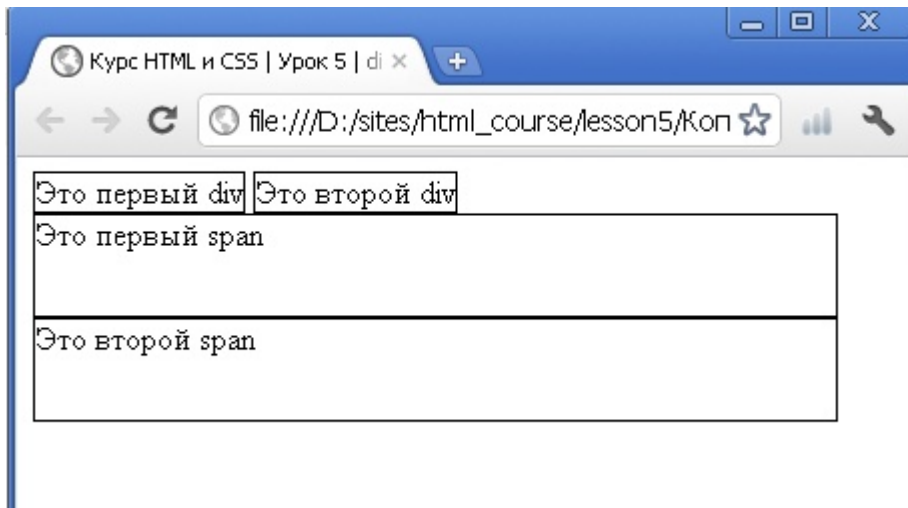 Курс HTML и CSS | Урок 5 | di
file:///D:/sites/html_course/lesson5/Коп
Это первый div Это второй div
Это первый span
Это второй span